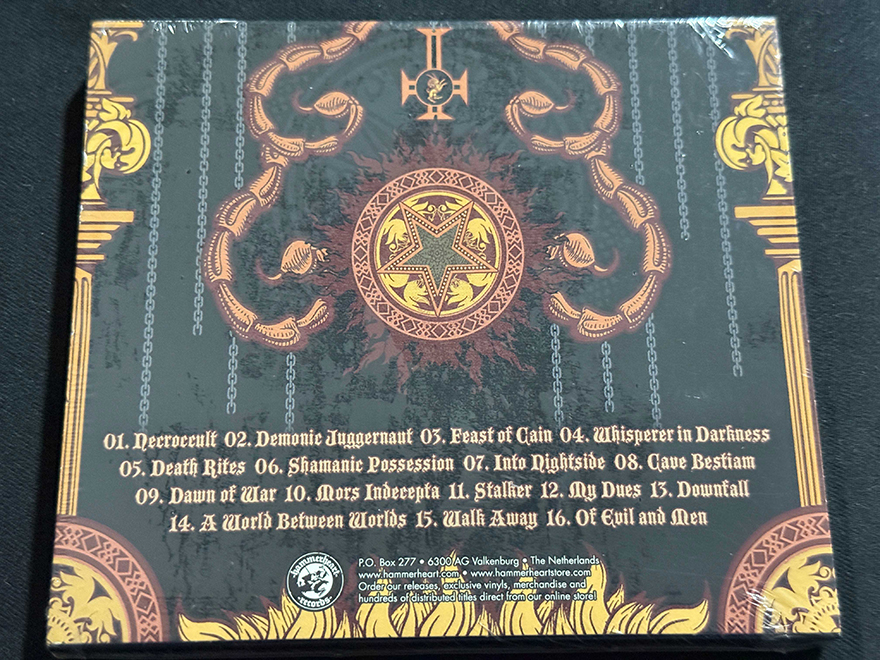 01. Necroccult 02. Demonic Juggernaut 03. Feast of Cain 04. Whisperer in Darkness
05. Death Rites 06. Shamanic Possession 07. Into Nightside 08. Cave Bestiam
09. Dawn of War 10. Mors Indecepta 11. Stalker 12. My Dues 13. Downfall
14. A World Between Worlds 15. Walk Away 16. Of Evil and Men
hammerheart
records
P.O. Box 277 • 6300 AG Valkenburg • The Netherlands
www.hammerheart.com • www.hammerheartstore.com
Order our releases, exclusive vinyls, merchandise and
hundreds of distributed titles direct from our online store!